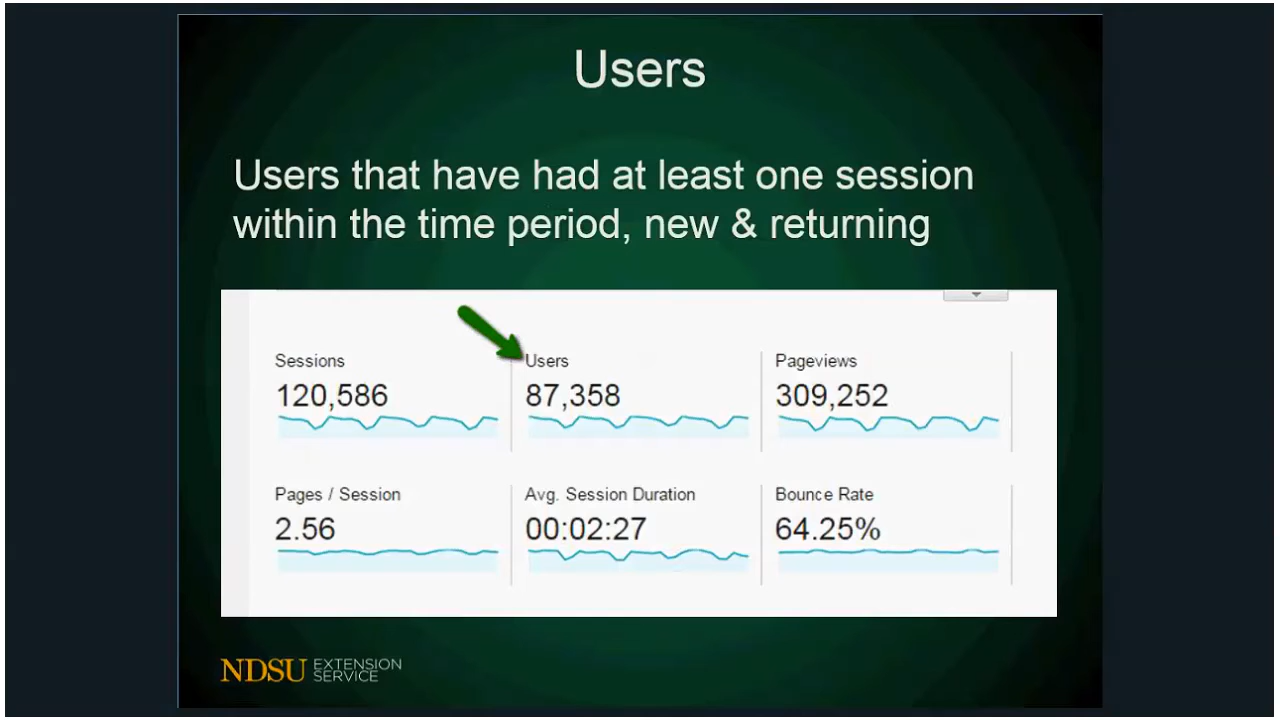 Users
Users that have had at least one session
within the time period, new & returning
Sessions
120,586
Users
87,358
Pageviews
309,252
Pages / Session
2.56
Avg. Session Duration
00:02:27
Bounce Rate
64.25%
NDSU EXTENSION
SERVICE